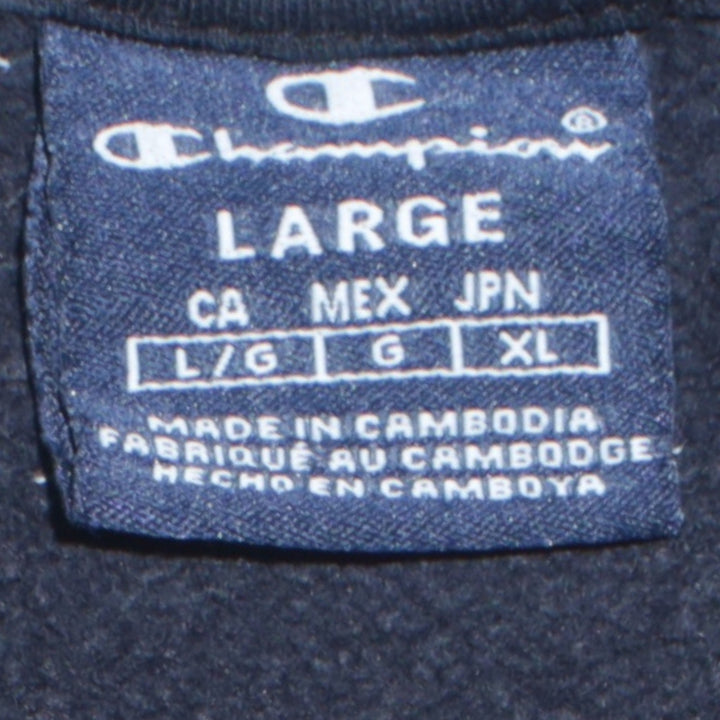 Champion®
LARGE
CA MEX JPN
L/G G XL
MADE IN CAMBODIA
FABRIQUÉ AU CAMBODGE
HECHO EN CAMBOYA